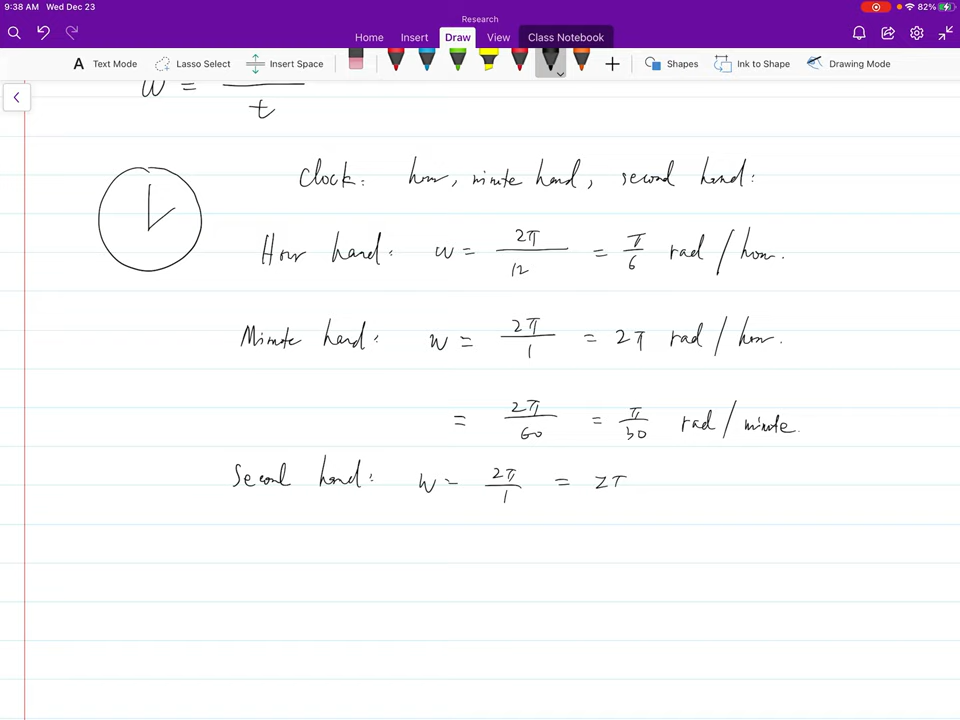 9:38 AM Wed Dec 23
82%
Research
Home Insert Draw View Class Notebook
Text Mode Lasso Select Insert Space Shapes Ink to Shape Drawing Mode
w = ― t
Clock: hour, minute hand, second hand:
Hour hand: w = 2π/12 = π/6 rad / hour.
Minute hand: w = 2π/1 = 2π rad / hour.
= 2π/60 = π/30 rad / minute.
Second hand: w = 2π/1 = 2π